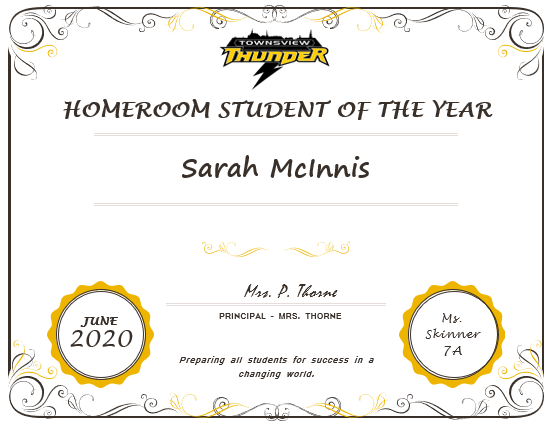 TOWNSVIEW
THUNDER
HOMEROOM STUDENT OF THE YEAR
Sarah McInnis
Mrs. P. Thorne
PRINCIPAL - MRS. THORNE
JUNE
2020
Ms.
Skinner
7A
Preparing all students for success in a
changing world.